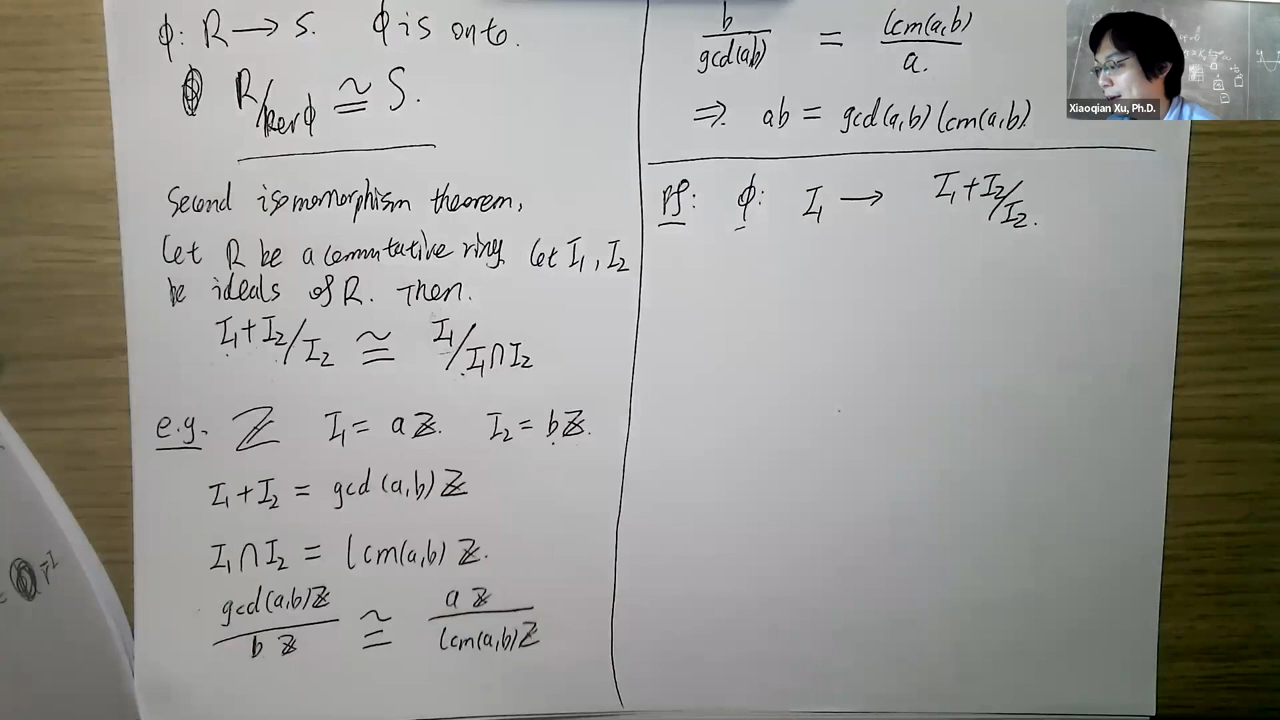 ϕ: R → S. ϕ is onto.
R/kerϕ ≅ S.
Second isomomorphism theorem,
Let R be a commutative ring. Let I₁, I₂
be ideals of R. Then.
I₁+I₂/I₂ ≅ I₁/I₁∩I₂
e.g. ℤ I₁ = aℤ. I₂ = bℤ.
I₁+I₂ = gcd(a,b)ℤ
I₁∩I₂ = lcm(a,b)ℤ.
gcd(a,b)ℤ/bℤ ≅ aℤ/lcm(a,b)ℤ
b/gcd(ab) = lcm(a,b)/a.
⇒. ab = gcd(a,b) lcm(a,b).
Pf: ϕ: I₁ → I₁+I₂/I₂.
Xiaoqian Xu, Ph.D.